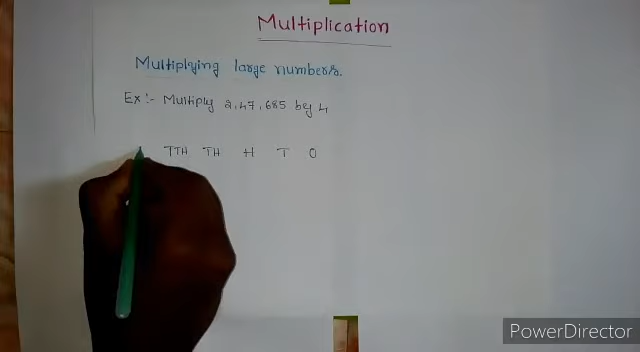 Multiplication
Multiplying large numbers.
Ex:- Multiply 2,47,685 by 4
TTH TH H T O
PowerDirector